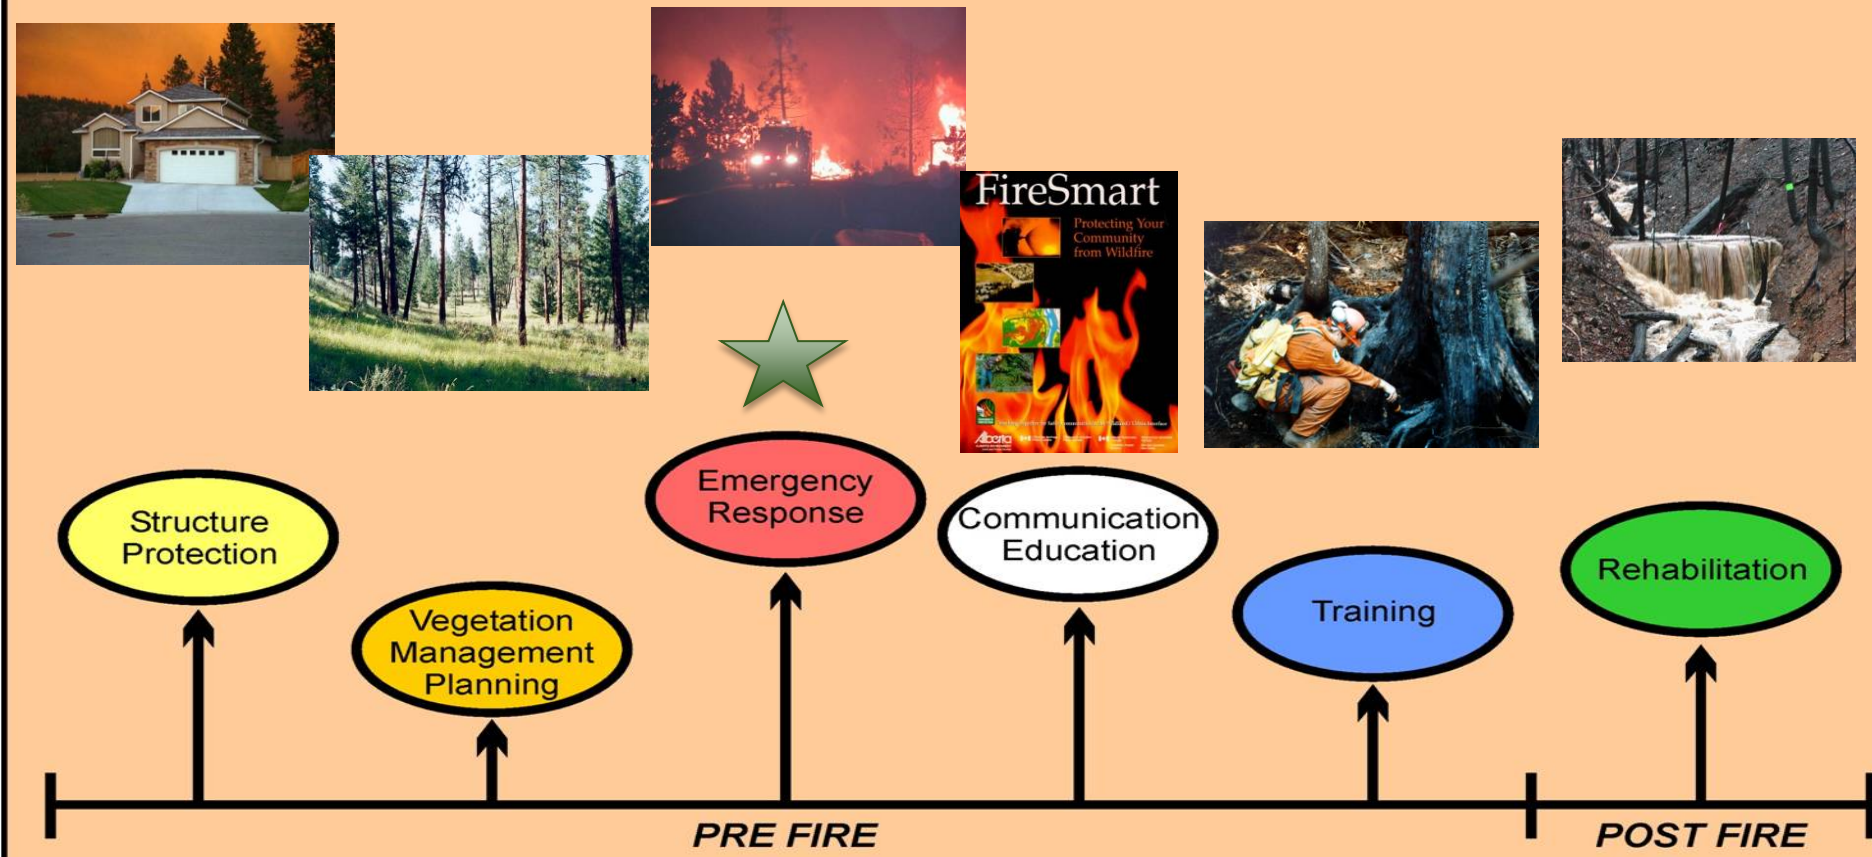 FireSmart
Protecting Your
Community
from Wildfire
Alberta
Structure
Protection
Vegetation
Management
Planning
Emergency
Response
Communication
Education
Training
Rehabilitation
PRE FIRE
POST FIRE